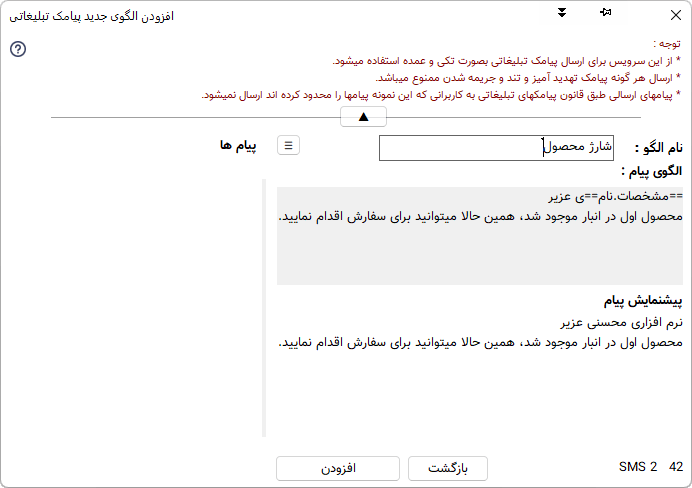 افزودن الگوی جدید پیامک تبلیغاتی
توجه :
* از این سرویس برای ارسال پیامک تبلیغاتی بصورت تکی و عمده استفاده میشود.
* ارسال هر گونه پیامک تهدید آمیز و تند و جریمه شدن ممنوع میباشد.
* پیامهای ارسالی طبق قانون پیامکهای تبلیغاتی به کاربرانی که این نمونه پیامها را محدود کرده اند ارسال نمیشود.
نام الگو :
شارژ محصول
پیام ها
الگوی پیام :
==مشخصات.نام==ی عزیر
محصول اول در انبار موجود شد، همین حالا میتوانید برای سفارش اقدام نمایید.
پیشنمایش پیام
نرم افزاری محسنی عزیر
محصول اول در انبار موجود شد، همین حالا میتوانید برای سفارش اقدام نمایید.
افزودن
بازگشت
SMS 2 42